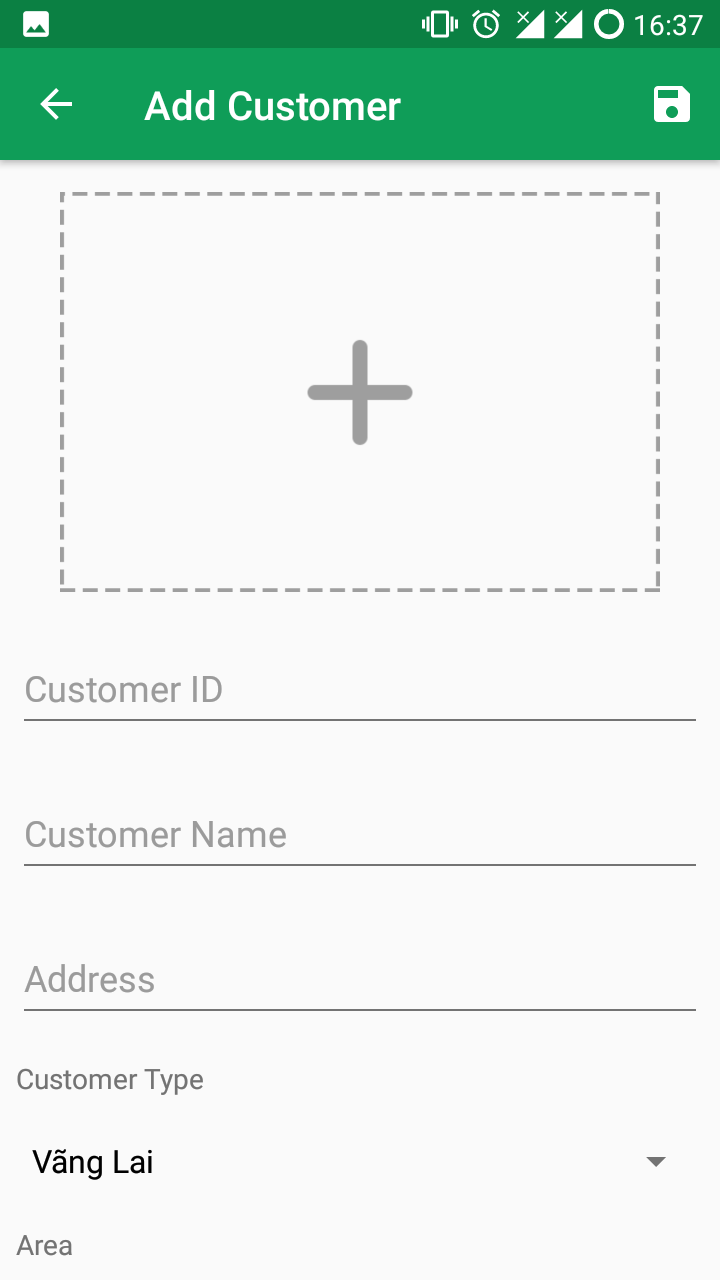 16:37
Add Customer
Customer ID
Customer Name
Address
Customer Type
Vãng Lai
Area